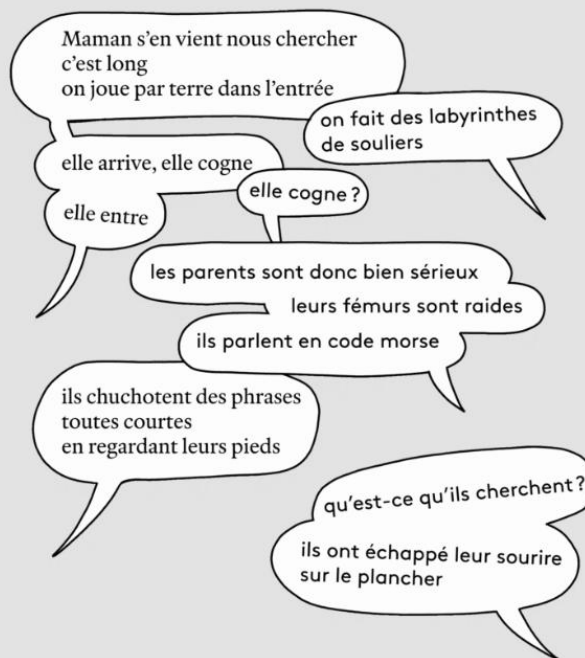 Maman s'en vient nous chercher
c'est long
on joue par terre dans l'entrée
on fait des labyrinthes
de souliers
elle arrive, elle cogne
elle cogne ?
elle entre
les parents sont donc bien sérieux
leurs fémurs sont raides
ils parlent en code morse
ils chuchotent des phrases
toutes courtes
en regardant leurs pieds
qu'est-ce qu'ils cherchent ?
ils ont échappé leur sourire
sur le plancher